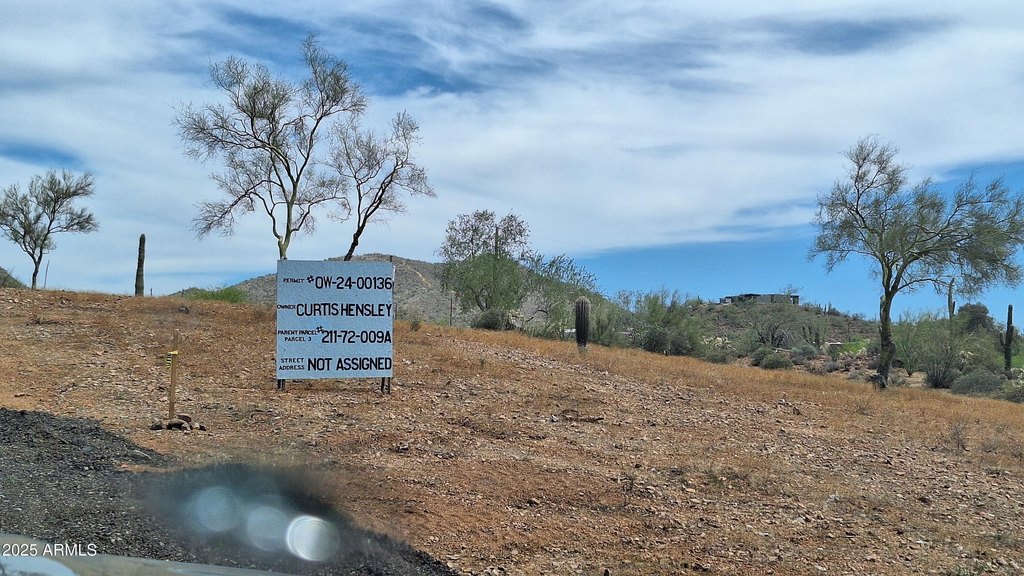 PERMIT # OW-24-00136
OWNER CURTIS HENSLEY
PARENT PARCEL # 211-72-009A
PARCEL 3
STREET ADDRESS NOT ASSIGNED
2025 ARMLS